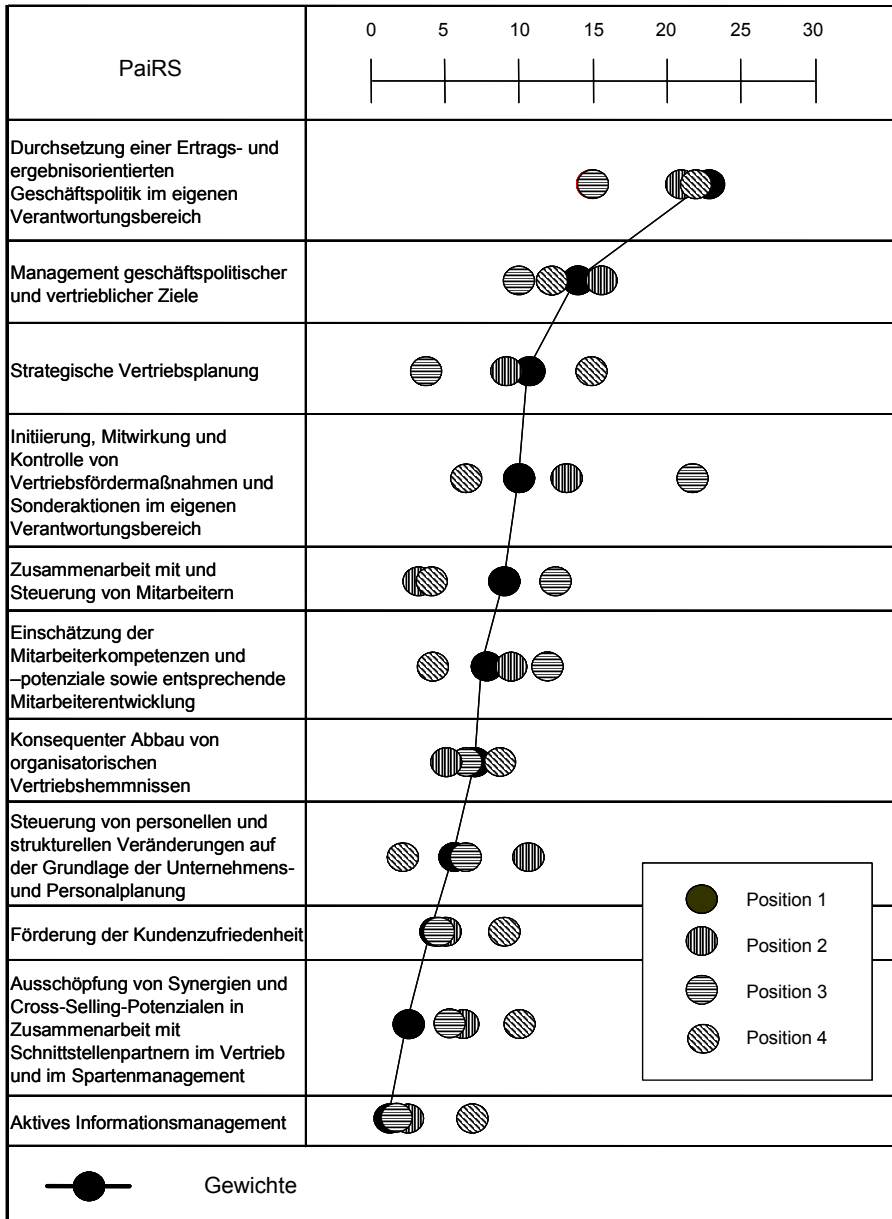 PaiRS
0 5 10 15 20 25 30
Durchsetzung einer Ertrags- und
ergebnisorientierten
Geschäftspolitik im eigenen
Verantwortungsbereich
Management geschäftspolitischer
und vertrieblicher Ziele
Strategische Vertriebsplanung
Initiierung, Mitwirkung und
Kontrolle von
Vertriebsfördermaßnahmen und
Sonderaktionen im eigenen
Verantwortungsbereich
Zusammenarbeit mit und
Steuerung von Mitarbeitern
Einschätzung der
Mitarbeiterkompetenzen und
–potenziale sowie entsprechende
Mitarbeiterentwicklung
Konsequenter Abbau von
organisatorischen
Vertriebshemmnissen
Steuerung von personellen und
strukturellen Veränderungen auf
der Grundlage der Unternehmens-
und Personalplanung
Förderung der Kundenzufriedenheit
Ausschöpfung von Synergien und
Cross-Selling-Potenzialen in
Zusammenarbeit mit
Schnittstellenpartnern im Vertrieb
und im Spartenmanagement
Aktives Informationsmanagement
Position 1
Position 2
Position 3
Position 4
Gewichte